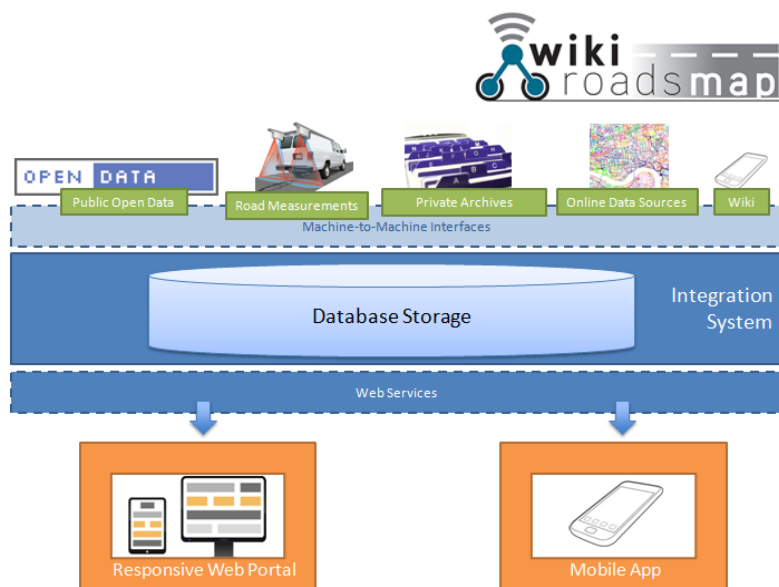 wiki
roadsmap
OPEN DATA
Public Open Data
Road Measurements
Private Archives
Online Data Sources
Wiki
Machine-to-Machine Interfaces
Database Storage
Integration
System
Web Services
Responsive Web Portal
Mobile App